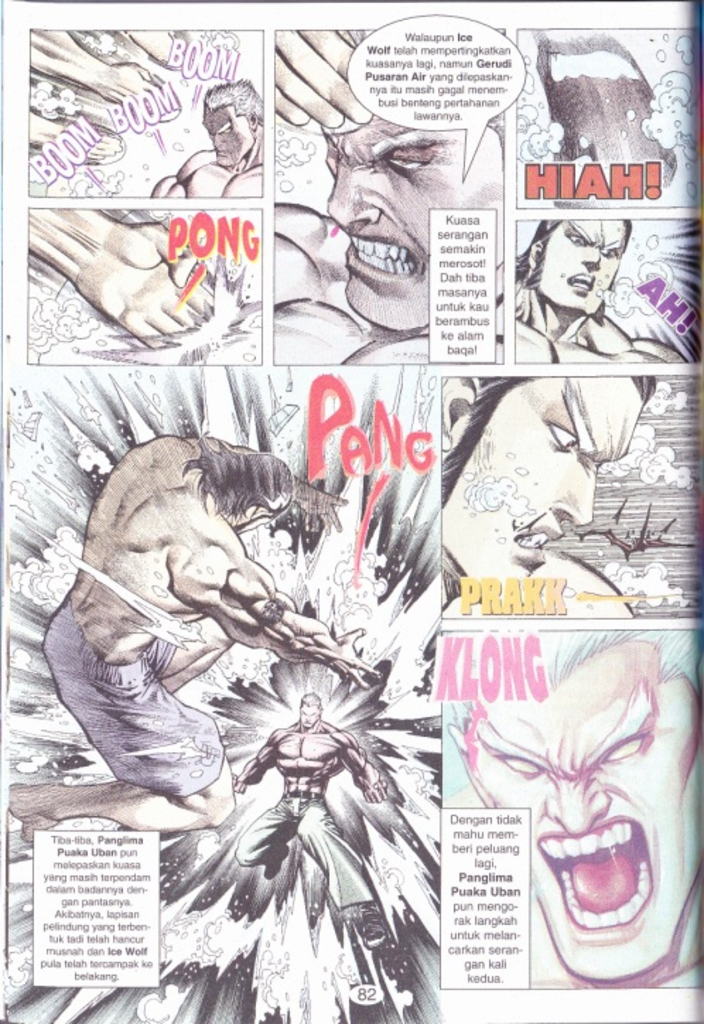 BOOM
BOOM
BOOM
Walaupun Ice
Wolf telah mempertingkatkan
kuasanya lagi, namun Gerudi
Pusaran Air yang dilepaskan-
nya itu masih gagal menem-
busi benteng pertahanan
lawannya.
HIAH!
PONG
Kuasa
serangan
semakin
merosot!
Dah tiba
masanya
untuk kau
berambus
ke alam
baqa!
AH!
PANG
PRAKK
KLONG
Tiba-tiba, Panglima
Puaka Uban pun
melepaskan kuasa
yang masih terpendam
dalam badannya den-
gan pantasnya.
Akibatnya, lapisan
pelindung yang terben-
tuk tadi telah hancur
musnah dan Ice Wolf
pula telah tercampak ke
belakang.
Dengan tidak
mahu mem-
beri peluang
lagi,
Panglima
Puaka Uban
pun mengo-
rak langkah
untuk melan-
carkan seran-
gan kali
kedua.
82